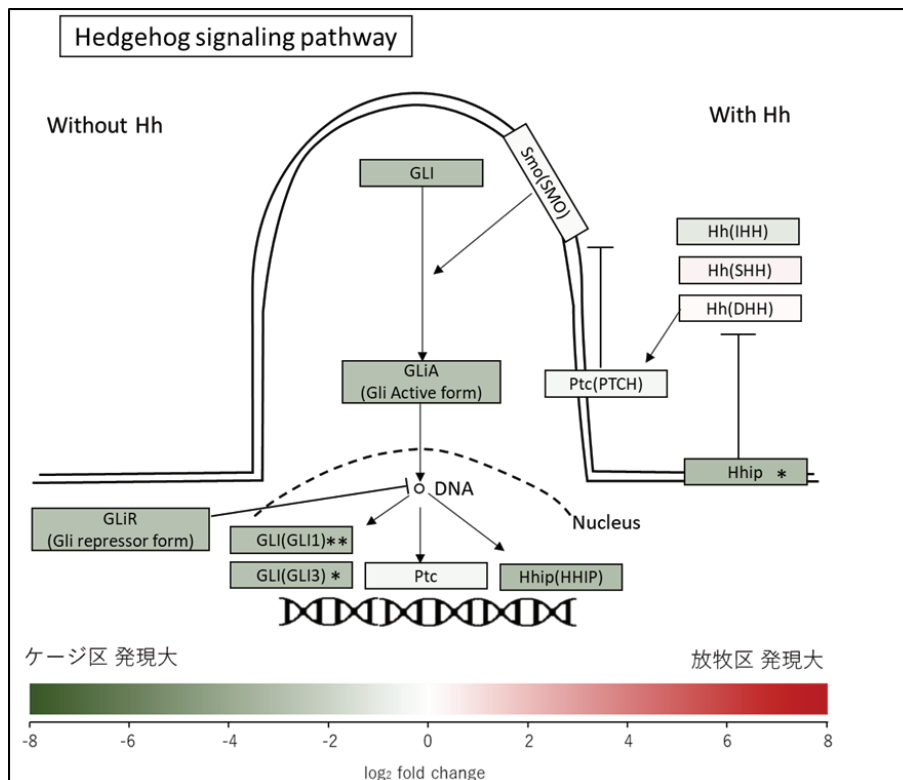 Hedgehog signaling pathway
Without Hh
With Hh
GLI
Smo(SMO)
Hh(IHH)
Hh(SHH)
Hh(DHH)
GLiA
(Gli Active form)
Ptc(PTCH)
Hhip *
DNA
Nucleus
GLiR
(Gli repressor form)
GLI(GLI1)**
GLI(GLI3) *
Ptc
Hhip(HHIP)
ケージ区 発現大
放牧区 発現大
-8 -6 -4 -2 0 2 4 6 8
log₂ fold change